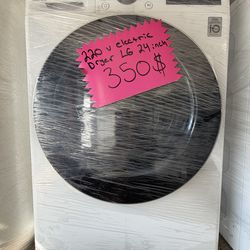 220 v electric
Dryer LG 24 inch
350$